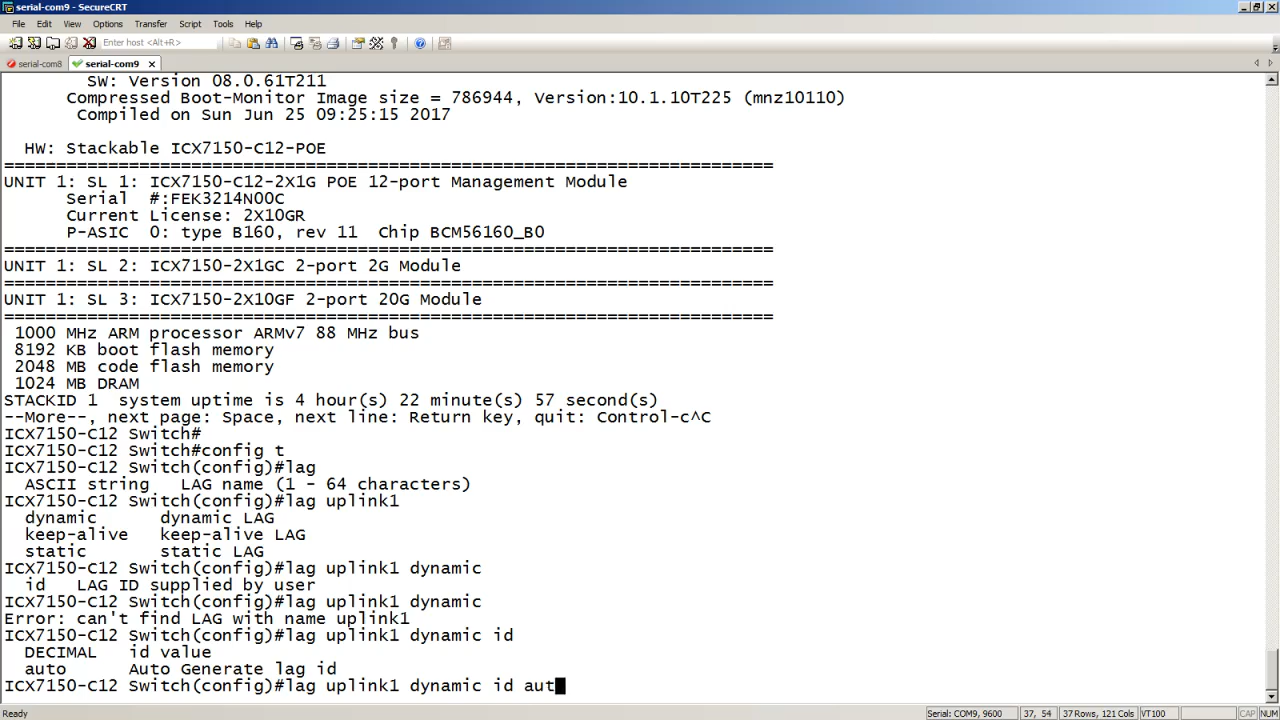 serial-com9 - SecureCRT
File Edit View Options Transfer Script Tools Help
Enter host <Alt+R>
serial-com8 serial-com9
SW: Version 08.0.61T211
Compressed Boot-Monitor Image size = 786944, Version:10.1.10T225 (mnz10110)
Compiled on Sun Jun 25 09:25:15 2017
HW: Stackable ICX7150-C12-POE
==========================================================================
UNIT 1: SL 1: ICX7150-C12-2X1G POE 12-port Management Module
Serial #:FEK3214N00C
Current License: 2X10GR
P-ASIC 0: type B160, rev 11 Chip BCM56160_B0
==========================================================================
UNIT 1: SL 2: ICX7150-2X1GC 2-port 2G Module
==========================================================================
UNIT 1: SL 3: ICX7150-2X10GF 2-port 20G Module
==========================================================================
1000 MHz ARM processor ARMv7 88 MHz bus
8192 KB boot flash memory
2048 MB code flash memory
1024 MB DRAM
STACKID 1 system uptime is 4 hour(s) 22 minute(s) 57 second(s)
--More--, next page: Space, next line: Return key, quit: Control-c^C
ICX7150-C12 Switch#
ICX7150-C12 Switch#config t
ICX7150-C12 Switch(config)#lag
ASCII string LAG name (1 - 64 characters)
ICX7150-C12 Switch(config)#lag uplink1
dynamic dynamic LAG
keep-alive keep-alive LAG
static static LAG
ICX7150-C12 Switch(config)#lag uplink1 dynamic
id LAG ID supplied by user
ICX7150-C12 Switch(config)#lag uplink1 dynamic
Error: can't find LAG with name uplink1
ICX7150-C12 Switch(config)#lag uplink1 dynamic id
DECIMAL id value
auto Auto Generate lag id
ICX7150-C12 Switch(config)#lag uplink1 dynamic id aut
Ready Serial: COM9, 9600 37, 54 37 Rows, 121 Cols VT100 CAP NUM